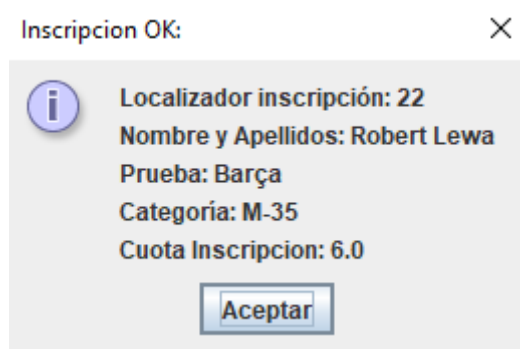 Inscripcion OK:
Localizador inscripción: 22
Nombre y Apellidos: Robert Lewa
Prueba: Barça
Categoría: M-35
Cuota Inscripcion: 6.0
Aceptar